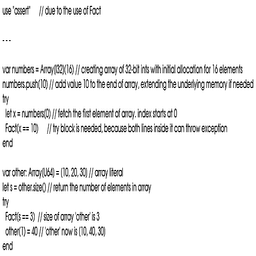 use 'assert'    // due to the use of Fact
---
var numbers = Array(I32)(16) // creating array of 32-bit ints with initial allocation for 16 elements
numbers.push(10) // add value 10 to the end of array, extending the underlying memory if needed
try
let x = numbers(0) // fetch the first element of array, index starts at 0
Fact(x == 10)    // try block is needed, because both lines inside it can throw exception
end
var other: Array(U64) = (10, 20, 30) // array literal
let s = other.size() // return the number of elements in array
try
Fact(s == 3) // size of array 'other' is 3
other(1) = 40 // 'other' now is (10, 40, 30)
end